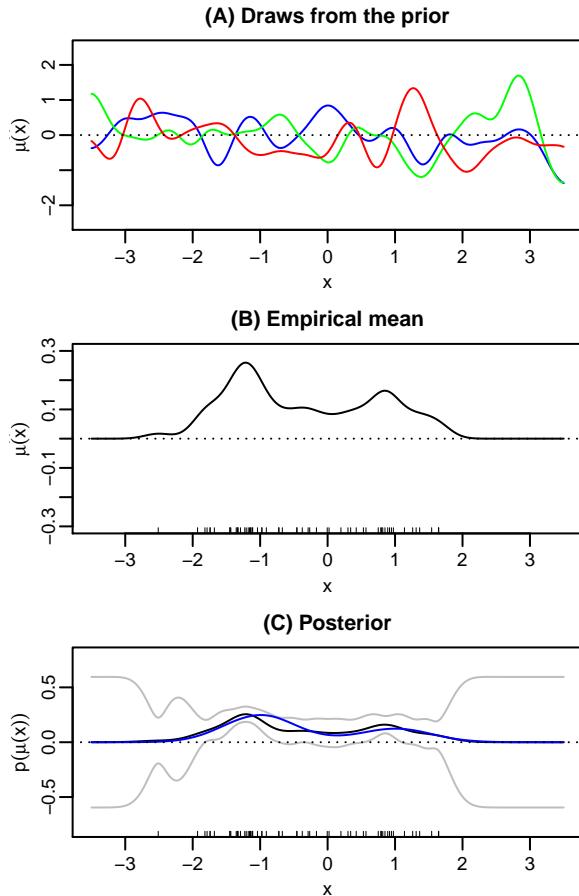 (A) Draws from the prior
2
1
0
−2
μ(x)
−3 −2 −1 0 1 2 3
x
(B) Empirical mean
0.3
0.1
−0.1
−0.3
μ(x)
−3 −2 −1 0 1 2 3
x
(C) Posterior
0.5
0.0
−0.5
p(μ(x))
−3 −2 −1 0 1 2 3
x